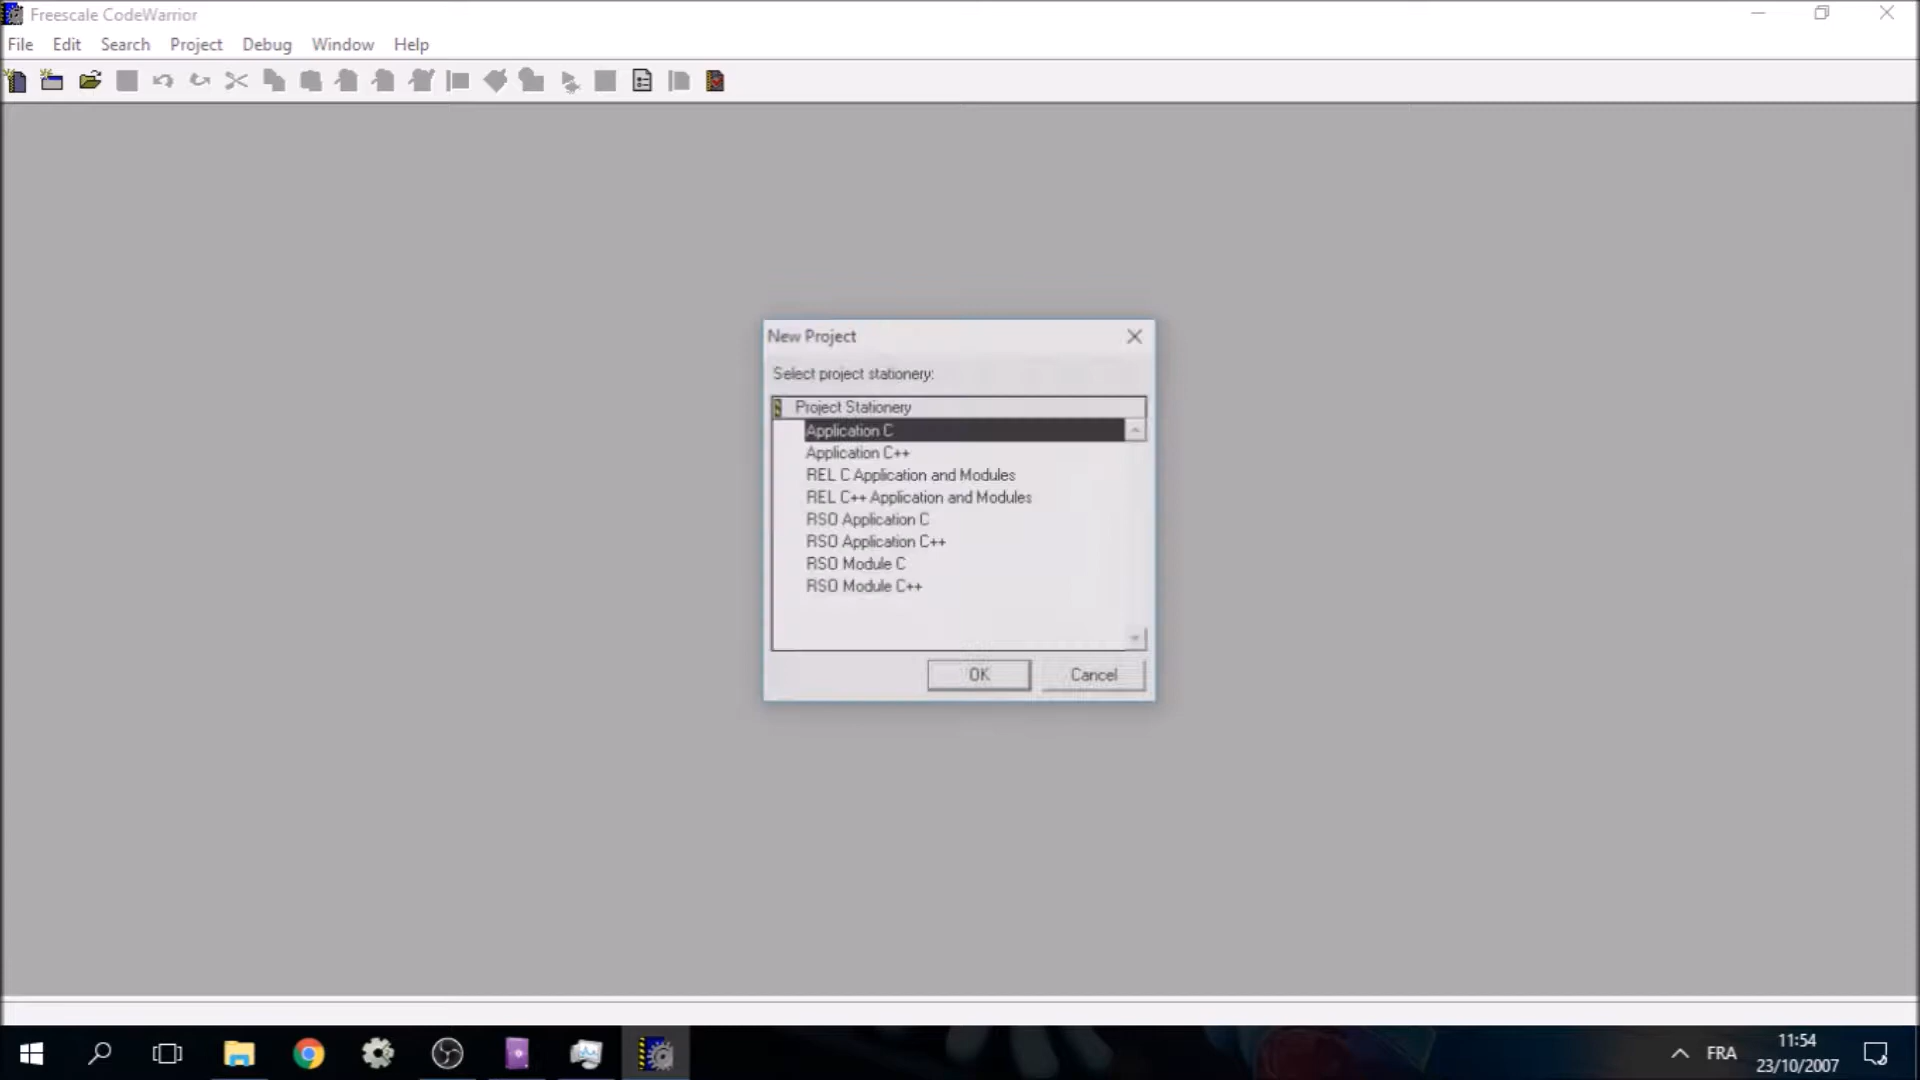 Freescale CodeWarrior
File Edit Search Project Debug Window Help
New Project
Select project stationery:
Project Stationery
Application C
Application C++
REL C Application and Modules
REL C++ Application and Modules
RSO Application C
RSO Application C++
RSO Module C
RSO Module C++
OK Cancel
FRA
11:54
23/10/2007